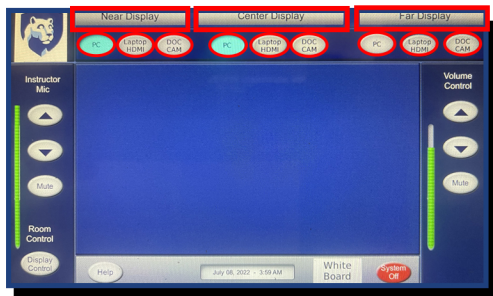 Near Display
Center Display
Far Display
PC
Laptop
HDMI
DOC
CAM
PC
Laptop
HDMI
DOC
CAM
PC
Laptop
HDMI
DOC
CAM
Instructor
Mic
Mute
Room
Control
Display
Control
Volume
Control
Mute
Help
July 08, 2022 - 3:59 AM
White
Board
System
Off